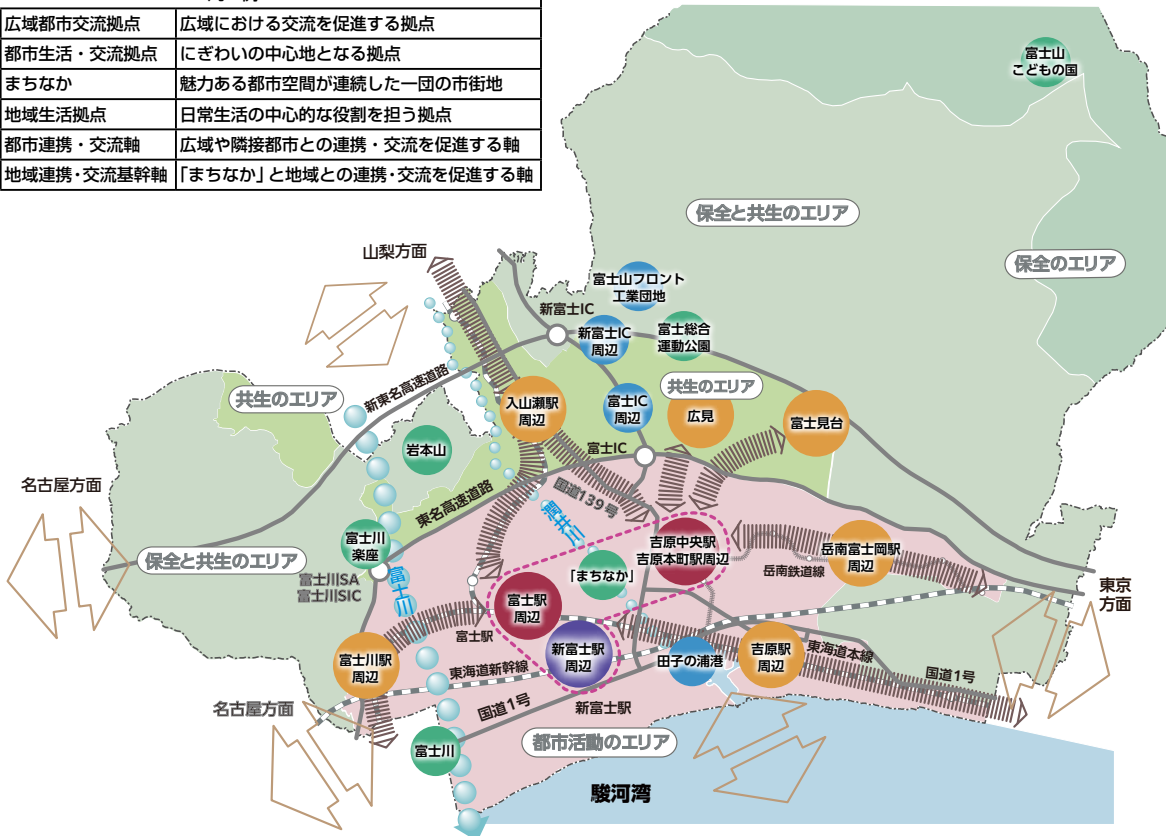 広域都市交流拠点 広域における交流を促進する拠点
都市生活・交流拠点 にぎわいの中心地となる拠点
まちなか 魅力ある都市空間が連続した一団の市街地
地域生活拠点 日常生活の中心的な役割を担う拠点
都市連携・交流軸 広域や隣接都市との連携・交流を促進する軸
地域連携・交流基幹軸 「まちなか」と地域との連携・交流を促進する軸
富士山
こどもの国
保全と共生のエリア
保全のエリア
山梨方面
富士山フロント
工業団地
新富士IC
新富士IC
周辺
富士総合
運動公園
新東名高速道路
共生のエリア
共生のエリア
入山瀬駅
周辺
富士IC
周辺
広見
富士見台
岩本山
富士IC
名古屋方面
東名高速道路
国道139号
潤井川
富士川
楽座
吉原中央駅
吉原本町駅周辺
岳南富士岡駅
周辺
岳南鉄道線
保全と共生のエリア
富士川SA
富士川SIC
富士川
「まちなか」
東京
方面
富士駅
周辺
富士駅
新富士駅
周辺
田子の浦港
吉原駅
周辺
東海道本線
富士川駅
周辺
東海道新幹線
国道1号
名古屋方面
国道1号
新富士駅
富士川
都市活動のエリア
駿河湾